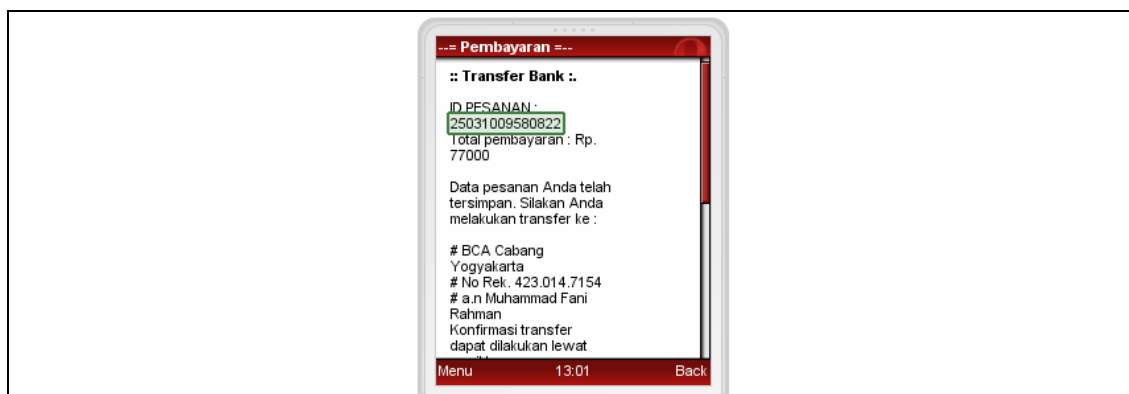 --= Pembayaran =--
:: Transfer Bank :.
ID PESANAN :
25031009580822
Total pembayaran : Rp.
77000
Data pesanan Anda telah
tersimpan. Silakan Anda
melakukan transfer ke :
# BCA Cabang
Yogyakarta
# No Rek. 423.014.7154
# a.n Muhammad Fani
Rahman
Konfirmasi transfer
dapat dilakukan lewat
Menu 13:01 Back